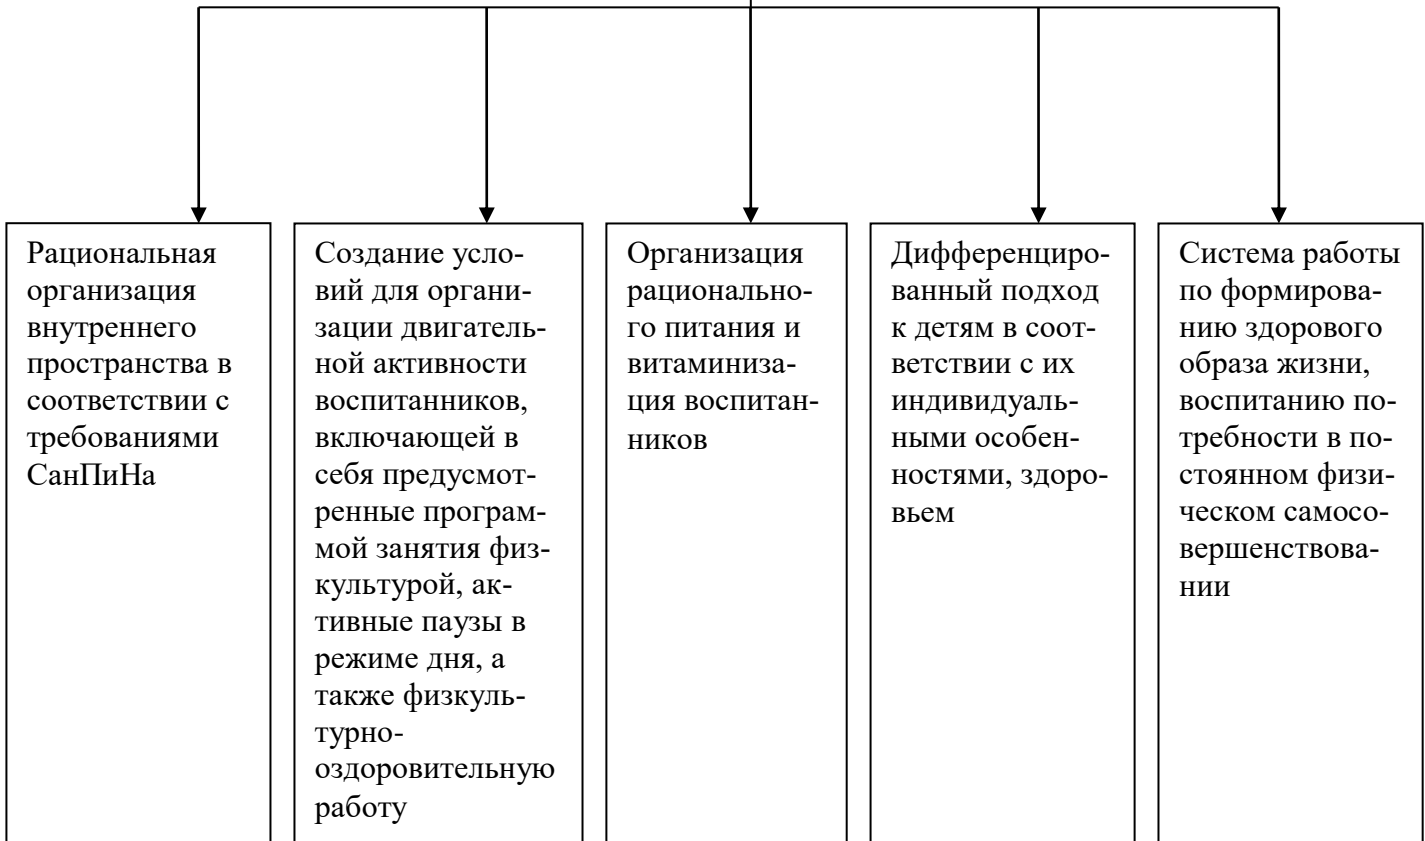 Рациональная
организация
внутреннего
пространства в
соответствии с
требованиями
СанПиНа
Создание усло-
вий для органи-
зации двигатель-
ной активности
воспитанников,
включающей в
себя предусмот-
ренные програм-
мой занятия физ-
культурой, ак-
тивные паузы в
режиме дня, а
также физкуль-
турно-
оздоровительную
работу
Организация
рационально-
го питания и
витаминиза-
ция воспитан-
ников
Дифференциро-
ванный подход
к детям в соот-
ветствии с их
индивидуаль-
ными особен-
ностями, здоро-
вьем
Система работы
по формирова-
нию здорового
образа жизни,
воспитанию по-
требности в по-
стоянном физи-
ческом самосо-
вершенствова-
нии